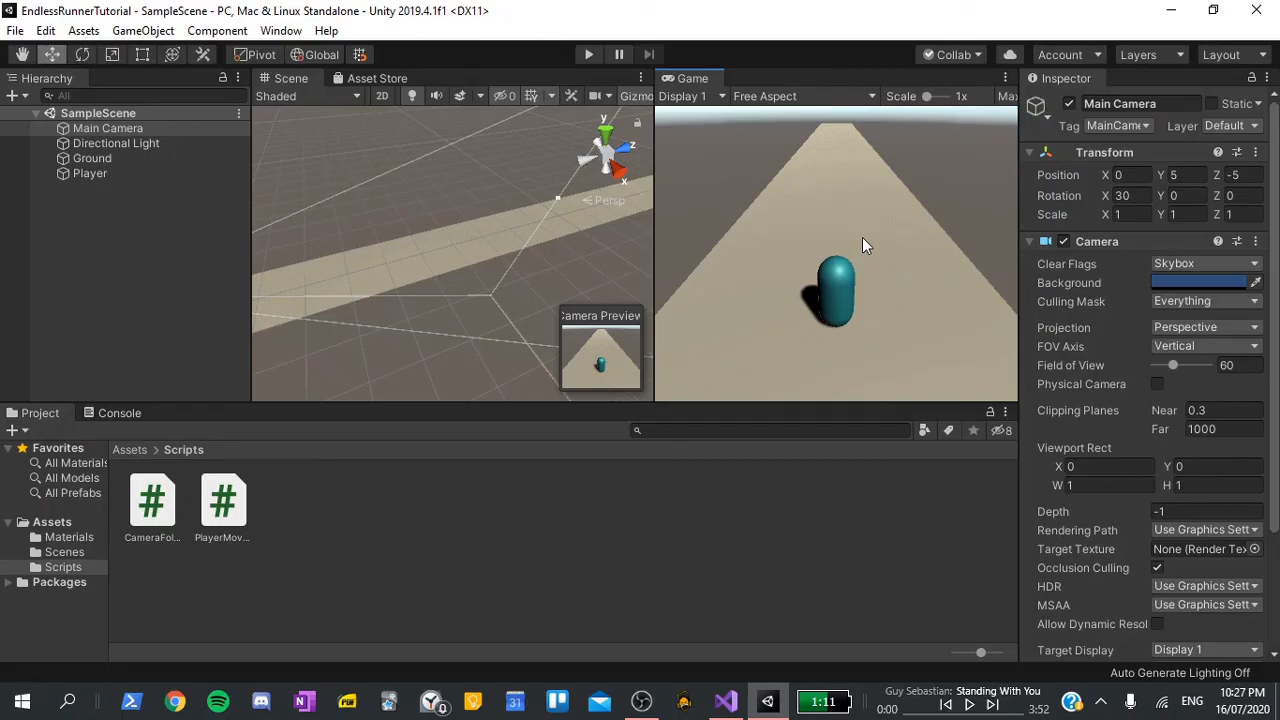 EndlessRunnerTutorial - SampleScene - PC, Mac & Linux Standalone - Unity 2019.4.1f1 <DX11>
File Edit Assets GameObject Component Window Help
Pivot Global Collab Account Layers Layout
Hierarchy
All
SampleScene
Main Camera
Directional Light
Ground
Player
Scene Asset Store
Shaded 2D 0 Gizmo
y
z
x
Persp
Camera Preview
Game
Display 1 Free Aspect Scale 1x Ma
Inspector
Main Camera Static
Tag MainCame Layer Default
Transform
Position X 0 Y 5 Z -5
Rotation X 30 Y 0 Z 0
Scale X 1 Y 1 Z 1
Camera
Clear Flags Skybox
Background
Culling Mask Everything
Projection Perspective
FOV Axis Vertical
Field of View 60
Physical Camera
Clipping Planes Near 0.3
Far 1000
Viewport Rect
X 0 Y 0
W 1 H 1
Depth -1
Rendering Path Use Graphics Sett
Target Texture None (Render Tex
Occlusion Culling
HDR Use Graphics Sett
MSAA Use Graphics Sett
Allow Dynamic Resol
Target Display Display 1
Project Console
8
Favorites
All Materials
All Models
All Prefabs
Assets
Materials
Scenes
Scripts
Packages
Assets > Scripts
CameraFol... PlayerMov...
Auto Generate Lighting Off
1:11
Guy Sebastian: Standing With You
0:00 3:52
ENG
10:27 PM
16/07/2020